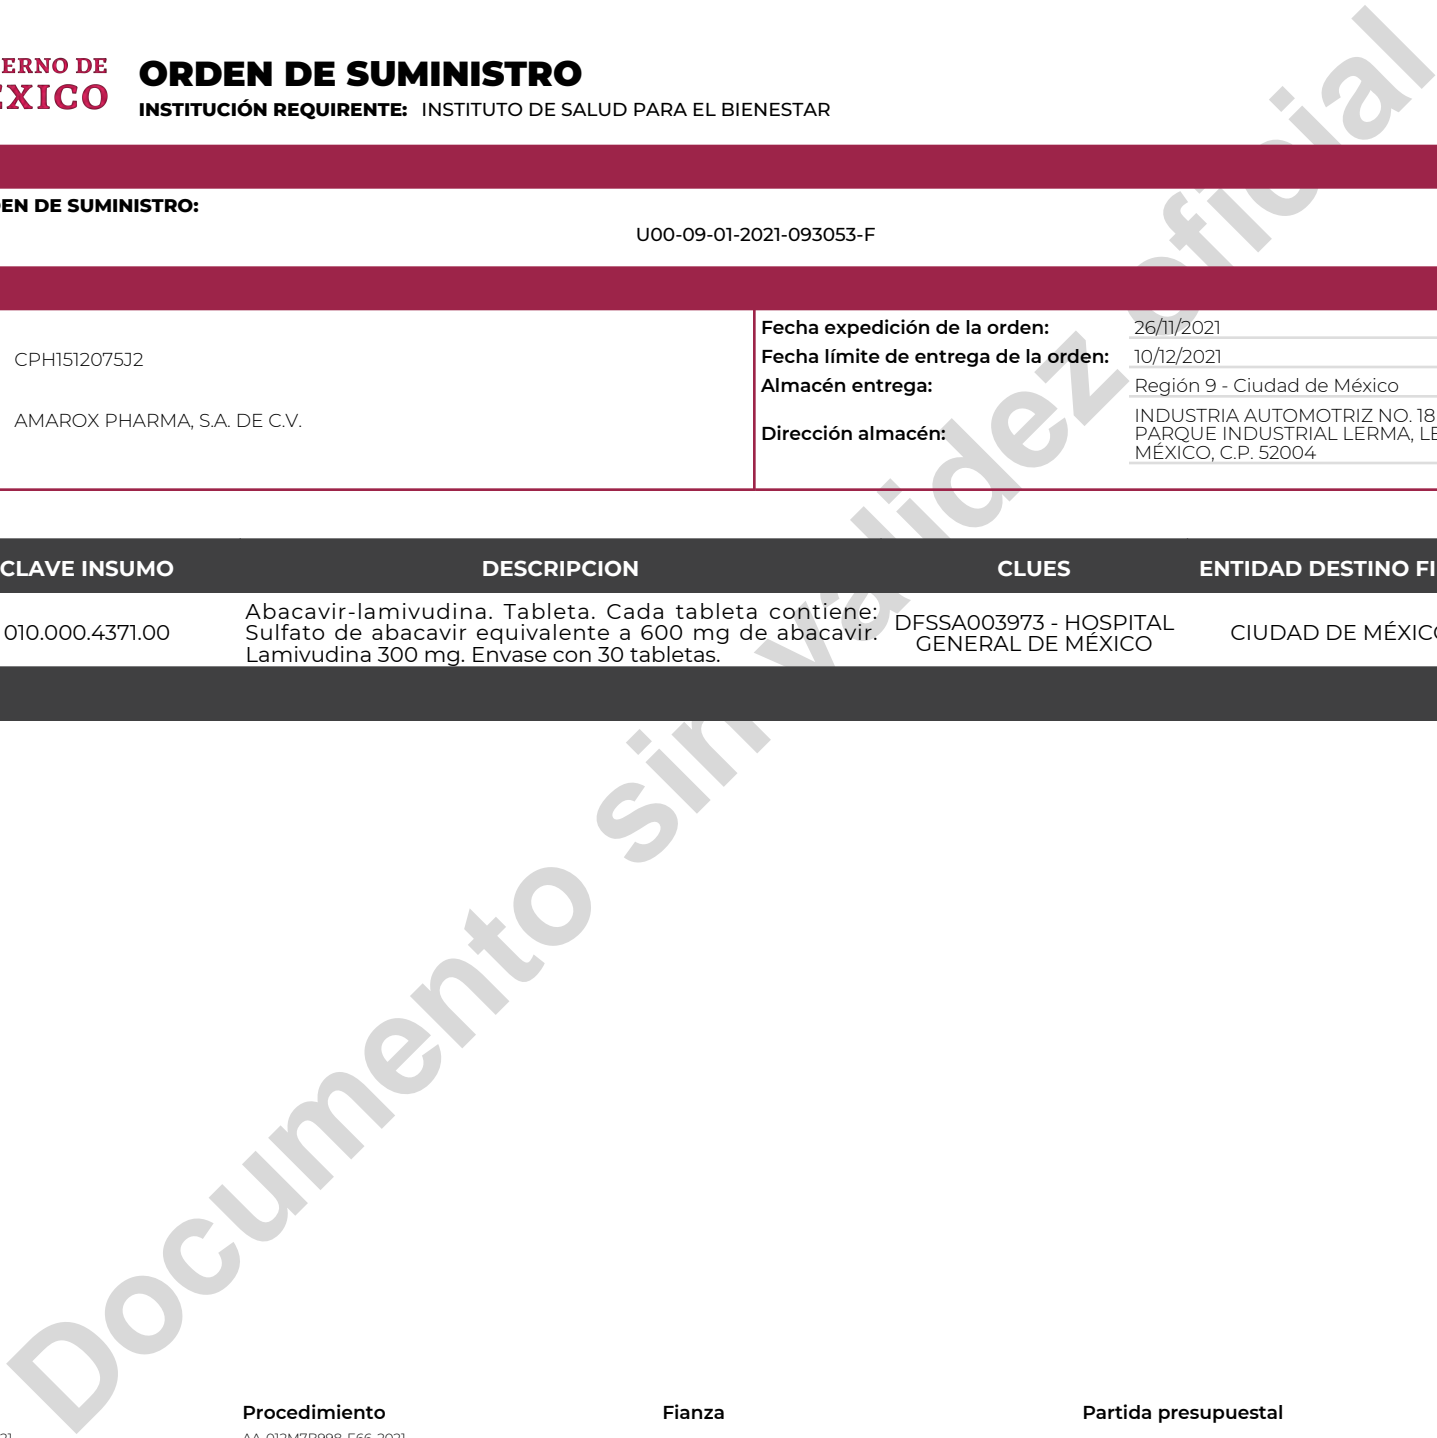 ERNO DE
EXICO
ORDEN DE SUMINISTRO
INSTITUCIÓN REQUIRENTE: INSTITUTO DE SALUD PARA EL BIENESTAR
EN DE SUMINISTRO:
U00-09-01-2021-093053-F
CPH1512075J2
AMAROX PHARMA, S.A. DE C.V.
Fecha expedición de la orden: 26/11/2021
Fecha límite de entrega de la orden: 10/12/2021
Almacén entrega: Región 9 - Ciudad de México
Dirección almacén:
INDUSTRIA AUTOMOTRIZ NO. 18
PARQUE INDUSTRIAL LERMA, LE
MÉXICO, C.P. 52004
CLAVE INSUMO DESCRIPCION CLUES ENTIDAD DESTINO FI
010.000.4371.00
Abacavir-lamivudina. Tableta. Cada tableta contiene:
Sulfato de abacavir equivalente a 600 mg de abacavir.
Lamivudina 300 mg. Envase con 30 tabletas.
DFSSA003973 - HOSPITAL
GENERAL DE MÉXICO
CIUDAD DE MÉXICO
Documento sin validez oficial
Procedimiento Fianza Partida presupuestal